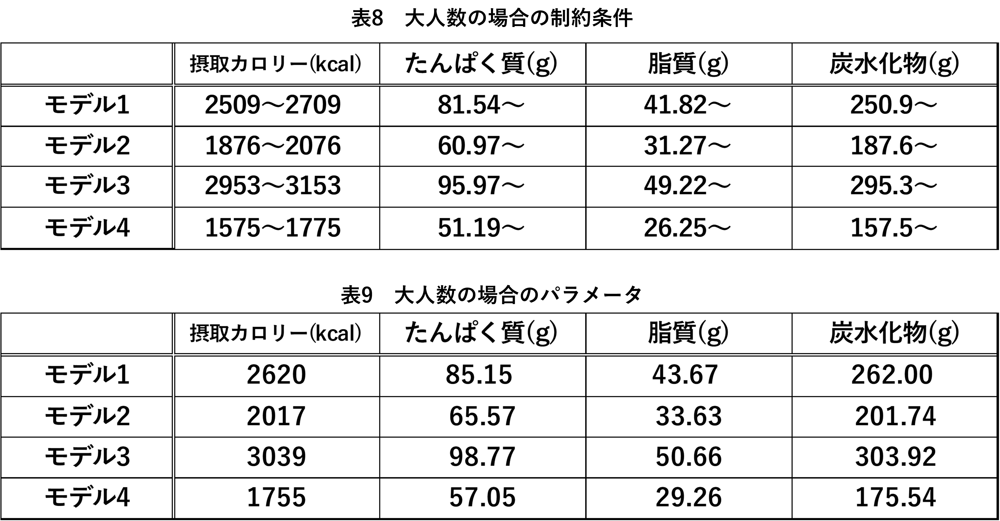 表8　大人数の場合の制約条件
摂取カロリー(kcal) たんぱく質(g) 脂質(g) 炭水化物(g)
モデル1 2509～2709 81.54～ 41.82～ 250.9～
モデル2 1876～2076 60.97～ 31.27～ 187.6～
モデル3 2953～3153 95.97～ 49.22～ 295.3～
モデル4 1575～1775 51.19～ 26.25～ 157.5～
表9　大人数の場合のパラメータ
摂取カロリー(kcal) たんぱく質(g) 脂質(g) 炭水化物(g)
モデル1 2620 85.15 43.67 262.00
モデル2 2017 65.57 33.63 201.74
モデル3 3039 98.77 50.66 303.92
モデル4 1755 57.05 29.26 175.54